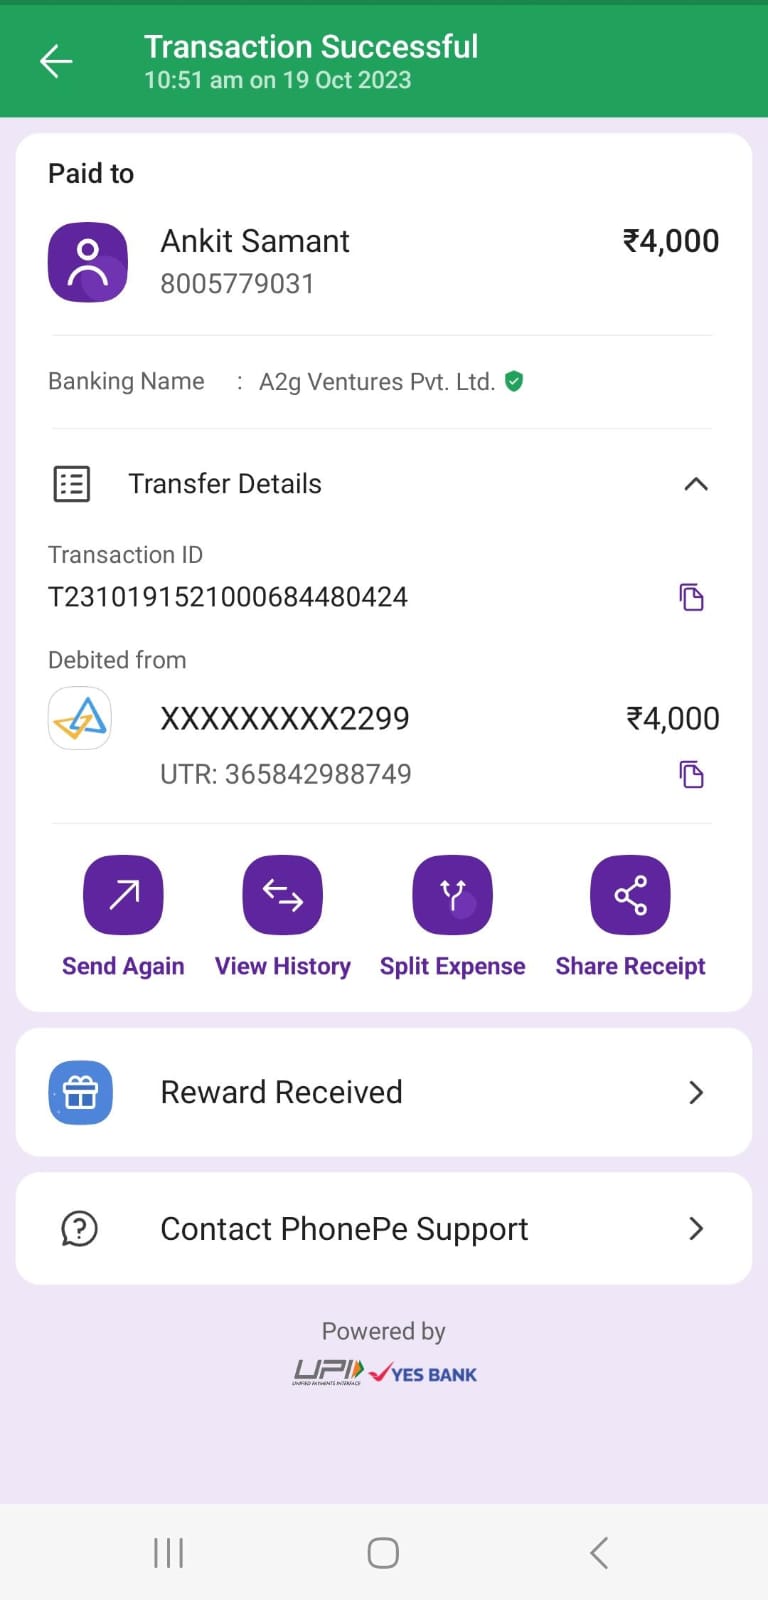 Transaction Successful
10:51 am on 19 Oct 2023
Paid to
Ankit Samant ₹4,000
8005779031
Banking Name : A2g Ventures Pvt. Ltd.
Transfer Details
Transaction ID
T2310191521000684480424
Debited from
XXXXXXXXX2299 ₹4,000
UTR: 365842988749
Send Again View History Split Expense Share Receipt
Reward Received
Contact PhonePe Support
Powered by
UPI YES BANK
UNIFIED PAYMENTS INTERFACE